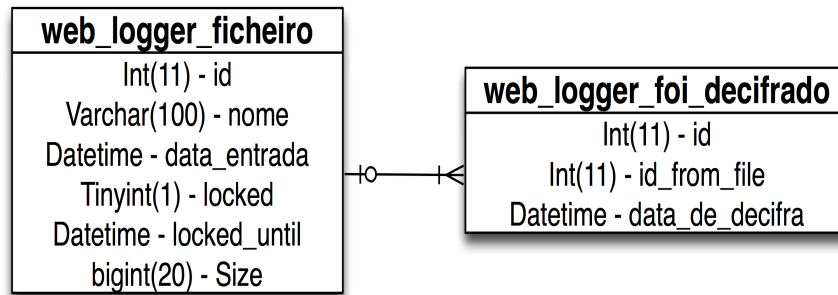 web_logger_ficheiro
Int(11) - id
Varchar(100) - nome
Datetime - data_entrada
Tinyint(1) - locked
Datetime - locked_until
bigint(20) - Size
web_logger_foi_decifrado
Int(11) - id
Int(11) - id_from_file
Datetime - data_de_decifra